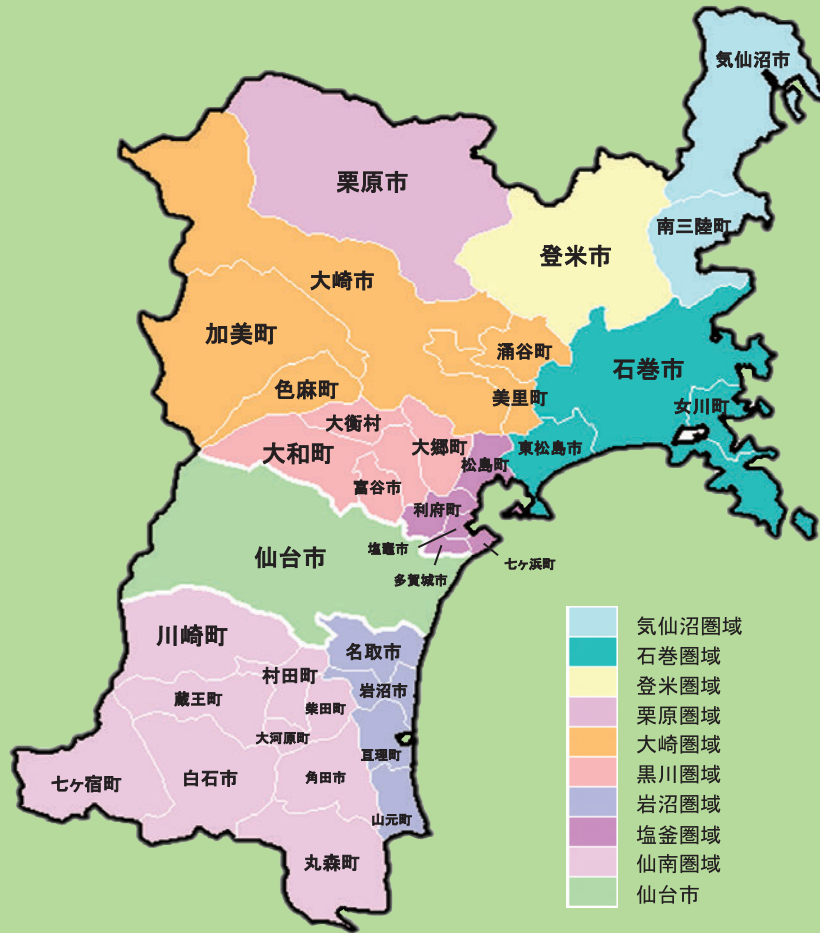 気仙沼市
栗原市
南三陸町
登米市
大崎市
加美町
涌谷町
石巻市
色麻町
美里町
女川町
大衡村
大郷町
東松島市
大和町
松島町
富谷市
利府町
塩竈市
仙台市
七ヶ浜町
多賀城市
川崎町
名取市
村田町
岩沼市
蔵王町
柴田町
大河原町
亘理町
七ヶ宿町
白石市
角田市
山元町
丸森町
気仙沼圏域
石巻圏域
登米圏域
栗原圏域
大崎圏域
黒川圏域
岩沼圏域
塩釜圏域
仙南圏域
仙台市